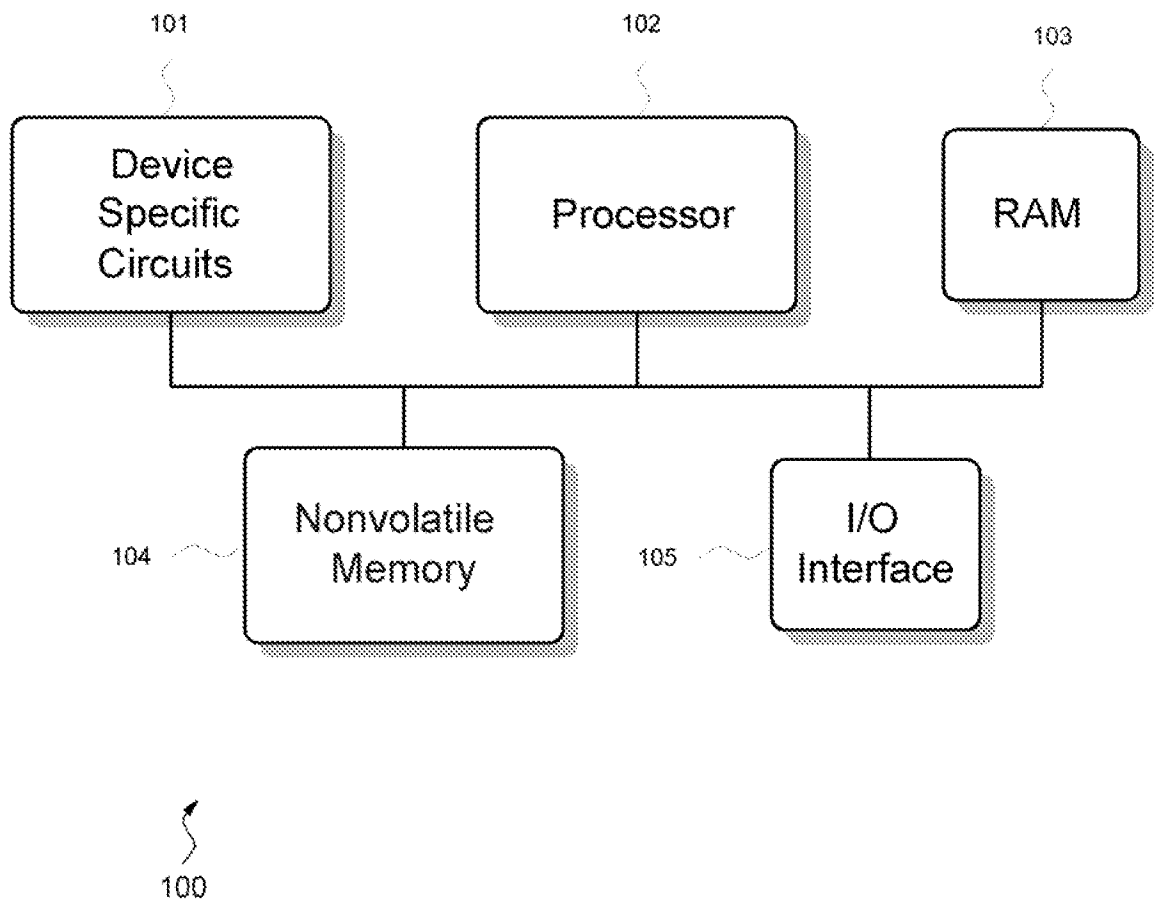 101
102
103
Device
Specific
Circuits
Processor
RAM
104
Nonvolatile
Memory
105
I/O
Interface
100